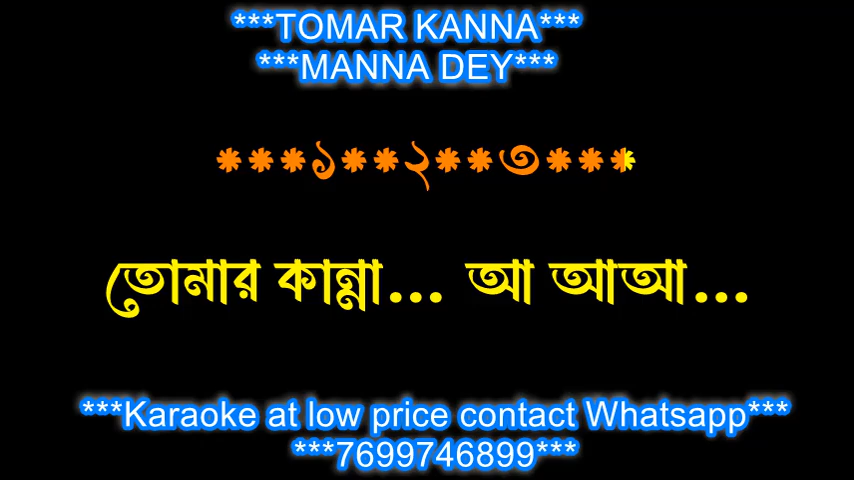 ***TOMAR KANNA***
***MANNA DEY***
***১**২**৩***
তোমার কান্না... আ আআ...
***Karaoke at low price contact Whatsapp***
***7699746899***